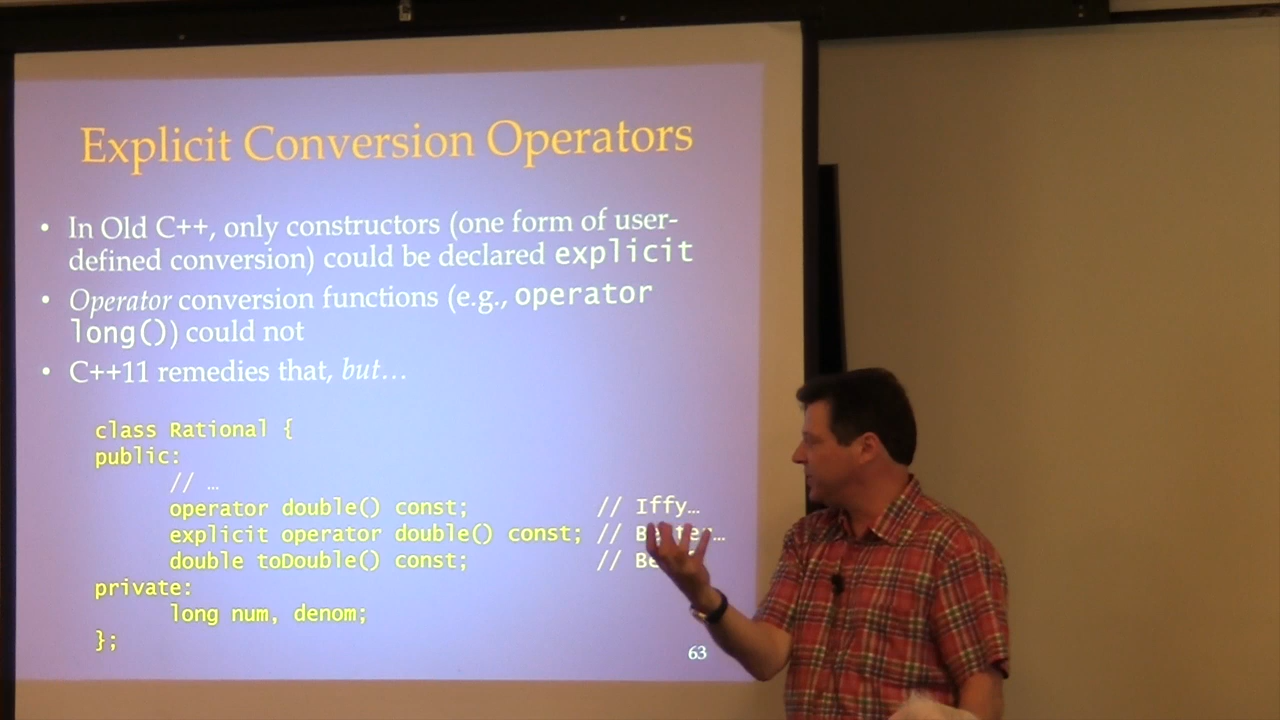 Explicit Conversion Operators
• In Old C++, only constructors (one form of user-
defined conversion) could be declared explicit
• Operator conversion functions (e.g., operator
long()) could not
• C++11 remedies that, but…
class Rational {
public:
// …
operator double() const; // Iffy…
explicit operator double() const; //
double toDouble() const; //
private:
long num, denom;
};
63